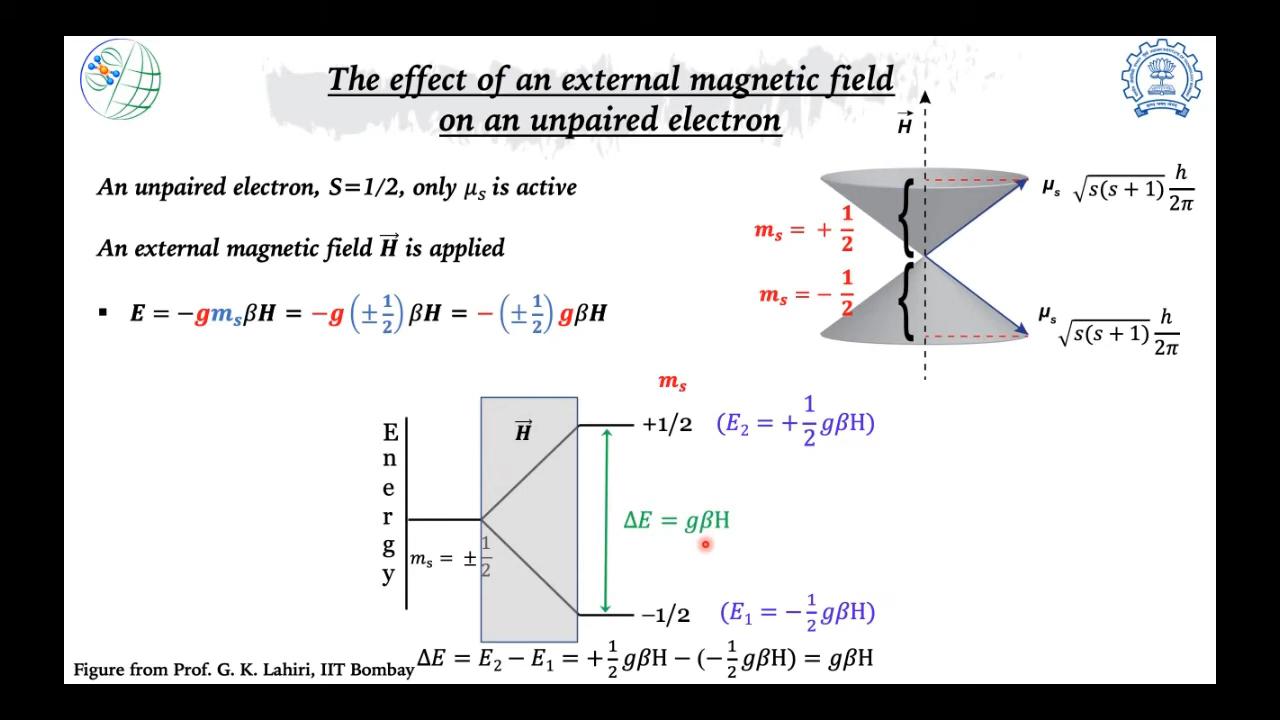 The effect of an external magnetic field
on an unpaired electron
An unpaired electron, S=1/2, only μₛ is active
An external magnetic field H⃗ is applied
▪ E = −gmₛβH = −g(±1/2)βH = −(±1/2)gβH
H⃗
μₛ √s(s + 1) h/2π
mₛ = + 1/2
mₛ = − 1/2
μₛ √s(s + 1) h/2π
mₛ
Energy
H⃗
+1/2 (E₂ = +1/2 gβH)
ΔE = gβH
mₛ = ± 1/2
−1/2 (E₁ = −1/2 gβH)
ΔE = E₂ − E₁ = +1/2 gβH − (−1/2 gβH) = gβH
Figure from Prof. G. K. Lahiri, IIT Bombay